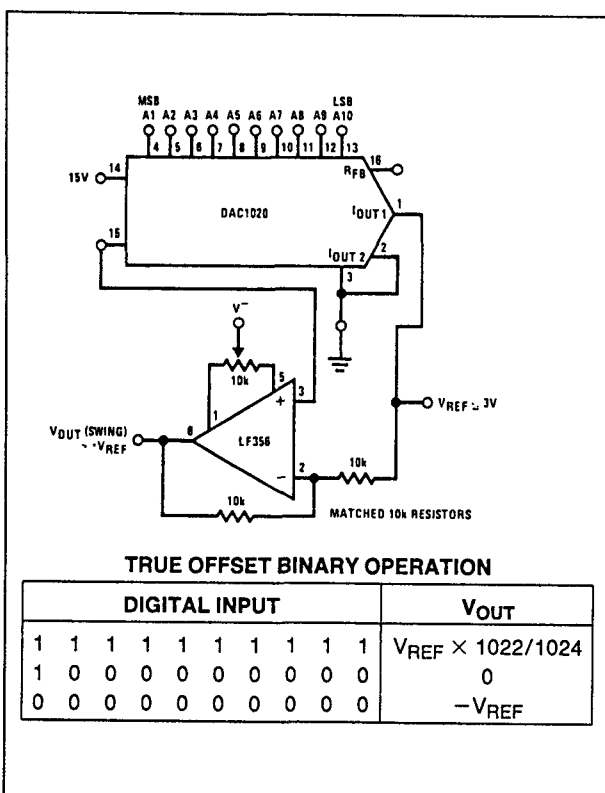 MSB LSB
A1 A2 A3 A4 A5 A6 A7 A8 A9 A10
4 5 6 7 8 9 10 11 12 13
15V 14
16
RFB
DAC1020
IOUT 1 1
15
IOUT 2 2
3
V−
10k
5
1
3
+
VREF ≃ 3V
VOUT (SWING) 6
LF356
2
−
10k
10k
MATCHED 10k RESISTORS
TRUE OFFSET BINARY OPERATION
DIGITAL INPUT VOUT
1 1 1 1 1 1 1 1 1 1 VREF × 1022/1024
1 0 0 0 0 0 0 0 0 0 0
0 0 0 0 0 0 0 0 0 0 −VREF